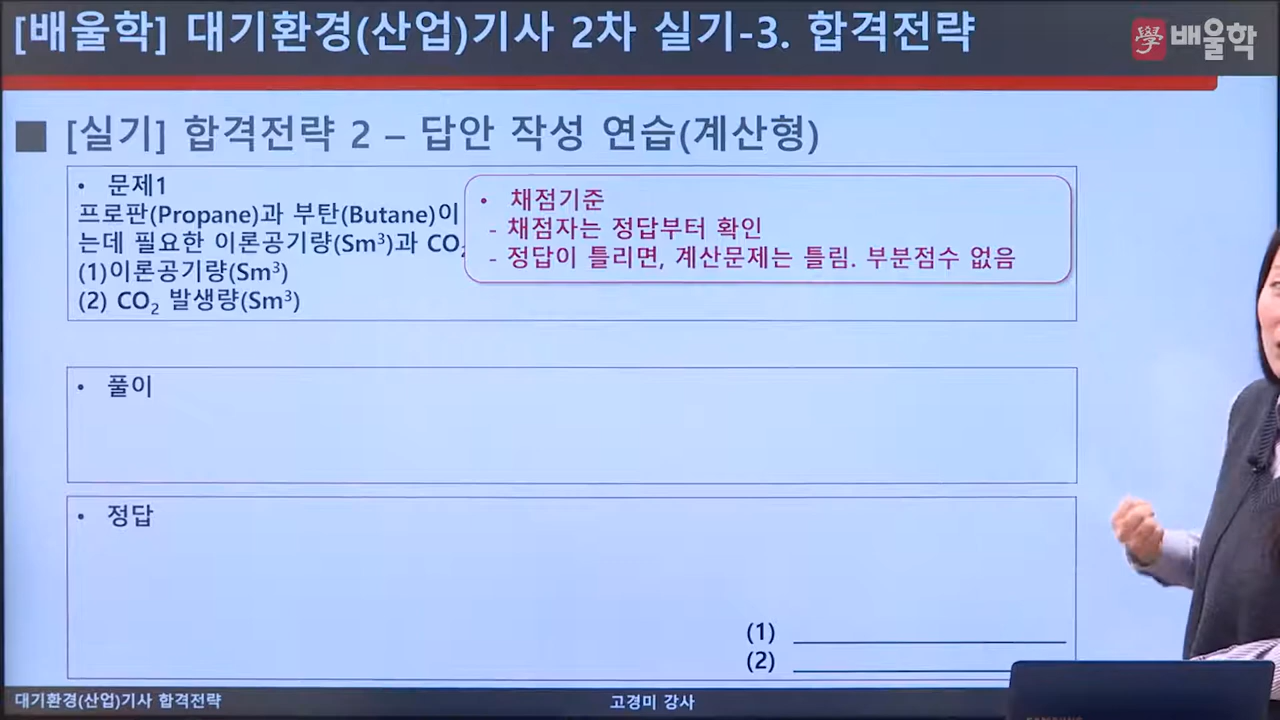 [배울학] 대기환경(산업)기사 2차 실기-3. 합격전략
學 배울학
■ [실기] 합격전략 2 – 답안 작성 연습(계산형)
• 문제1
프로판(Propane)과 부탄(Butane)이
는데 필요한 이론공기량(Sm³)과 CO₂
(1)이론공기량(Sm³)
(2) CO₂ 발생량(Sm³)
• 채점기준
- 채점자는 정답부터 확인
- 정답이 틀리면, 계산문제는 틀림. 부분점수 없음
• 풀이
• 정답
(1)
(2)
대기환경(산업)기사 합격전략
고경미 강사
SAMSUNG